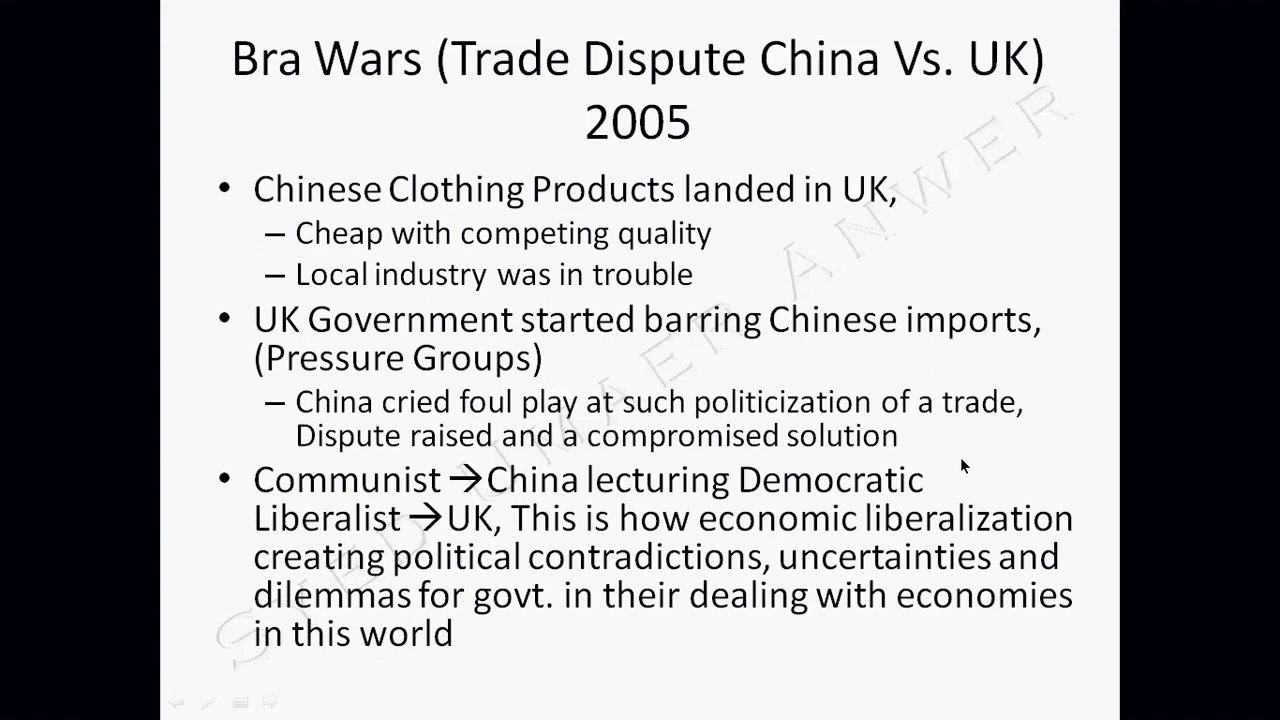 Bra Wars (Trade Dispute China Vs. UK)
2005
• Chinese Clothing Products landed in UK,
– Cheap with competing quality
– Local industry was in trouble
• UK Government started barring Chinese imports,
(Pressure Groups)
– China cried foul play at such politicization of a trade,
Dispute raised and a compromised solution
• Communist →China lecturing Democratic
Liberalist →UK, This is how economic liberalization
creating political contradictions, uncertainties and
dilemmas for govt. in their dealing with economies
in this world
SYED UMAER ANWER